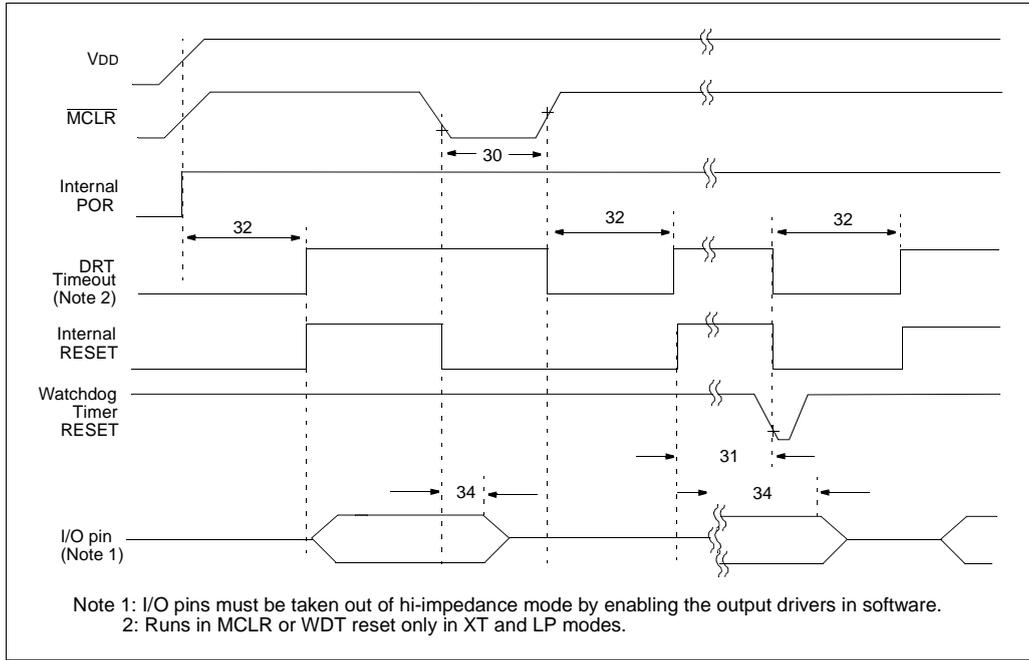 VDD
MCLR
30
Internal
POR
32
32
32
DRT
Timeout
(Note 2)
Internal
RESET
Watchdog
Timer
RESET
31
34
34
I/O pin
(Note 1)
Note 1: I/O pins must be taken out of hi-impedance mode by enabling the output drivers in software.
2: Runs in MCLR or WDT reset only in XT and LP modes.